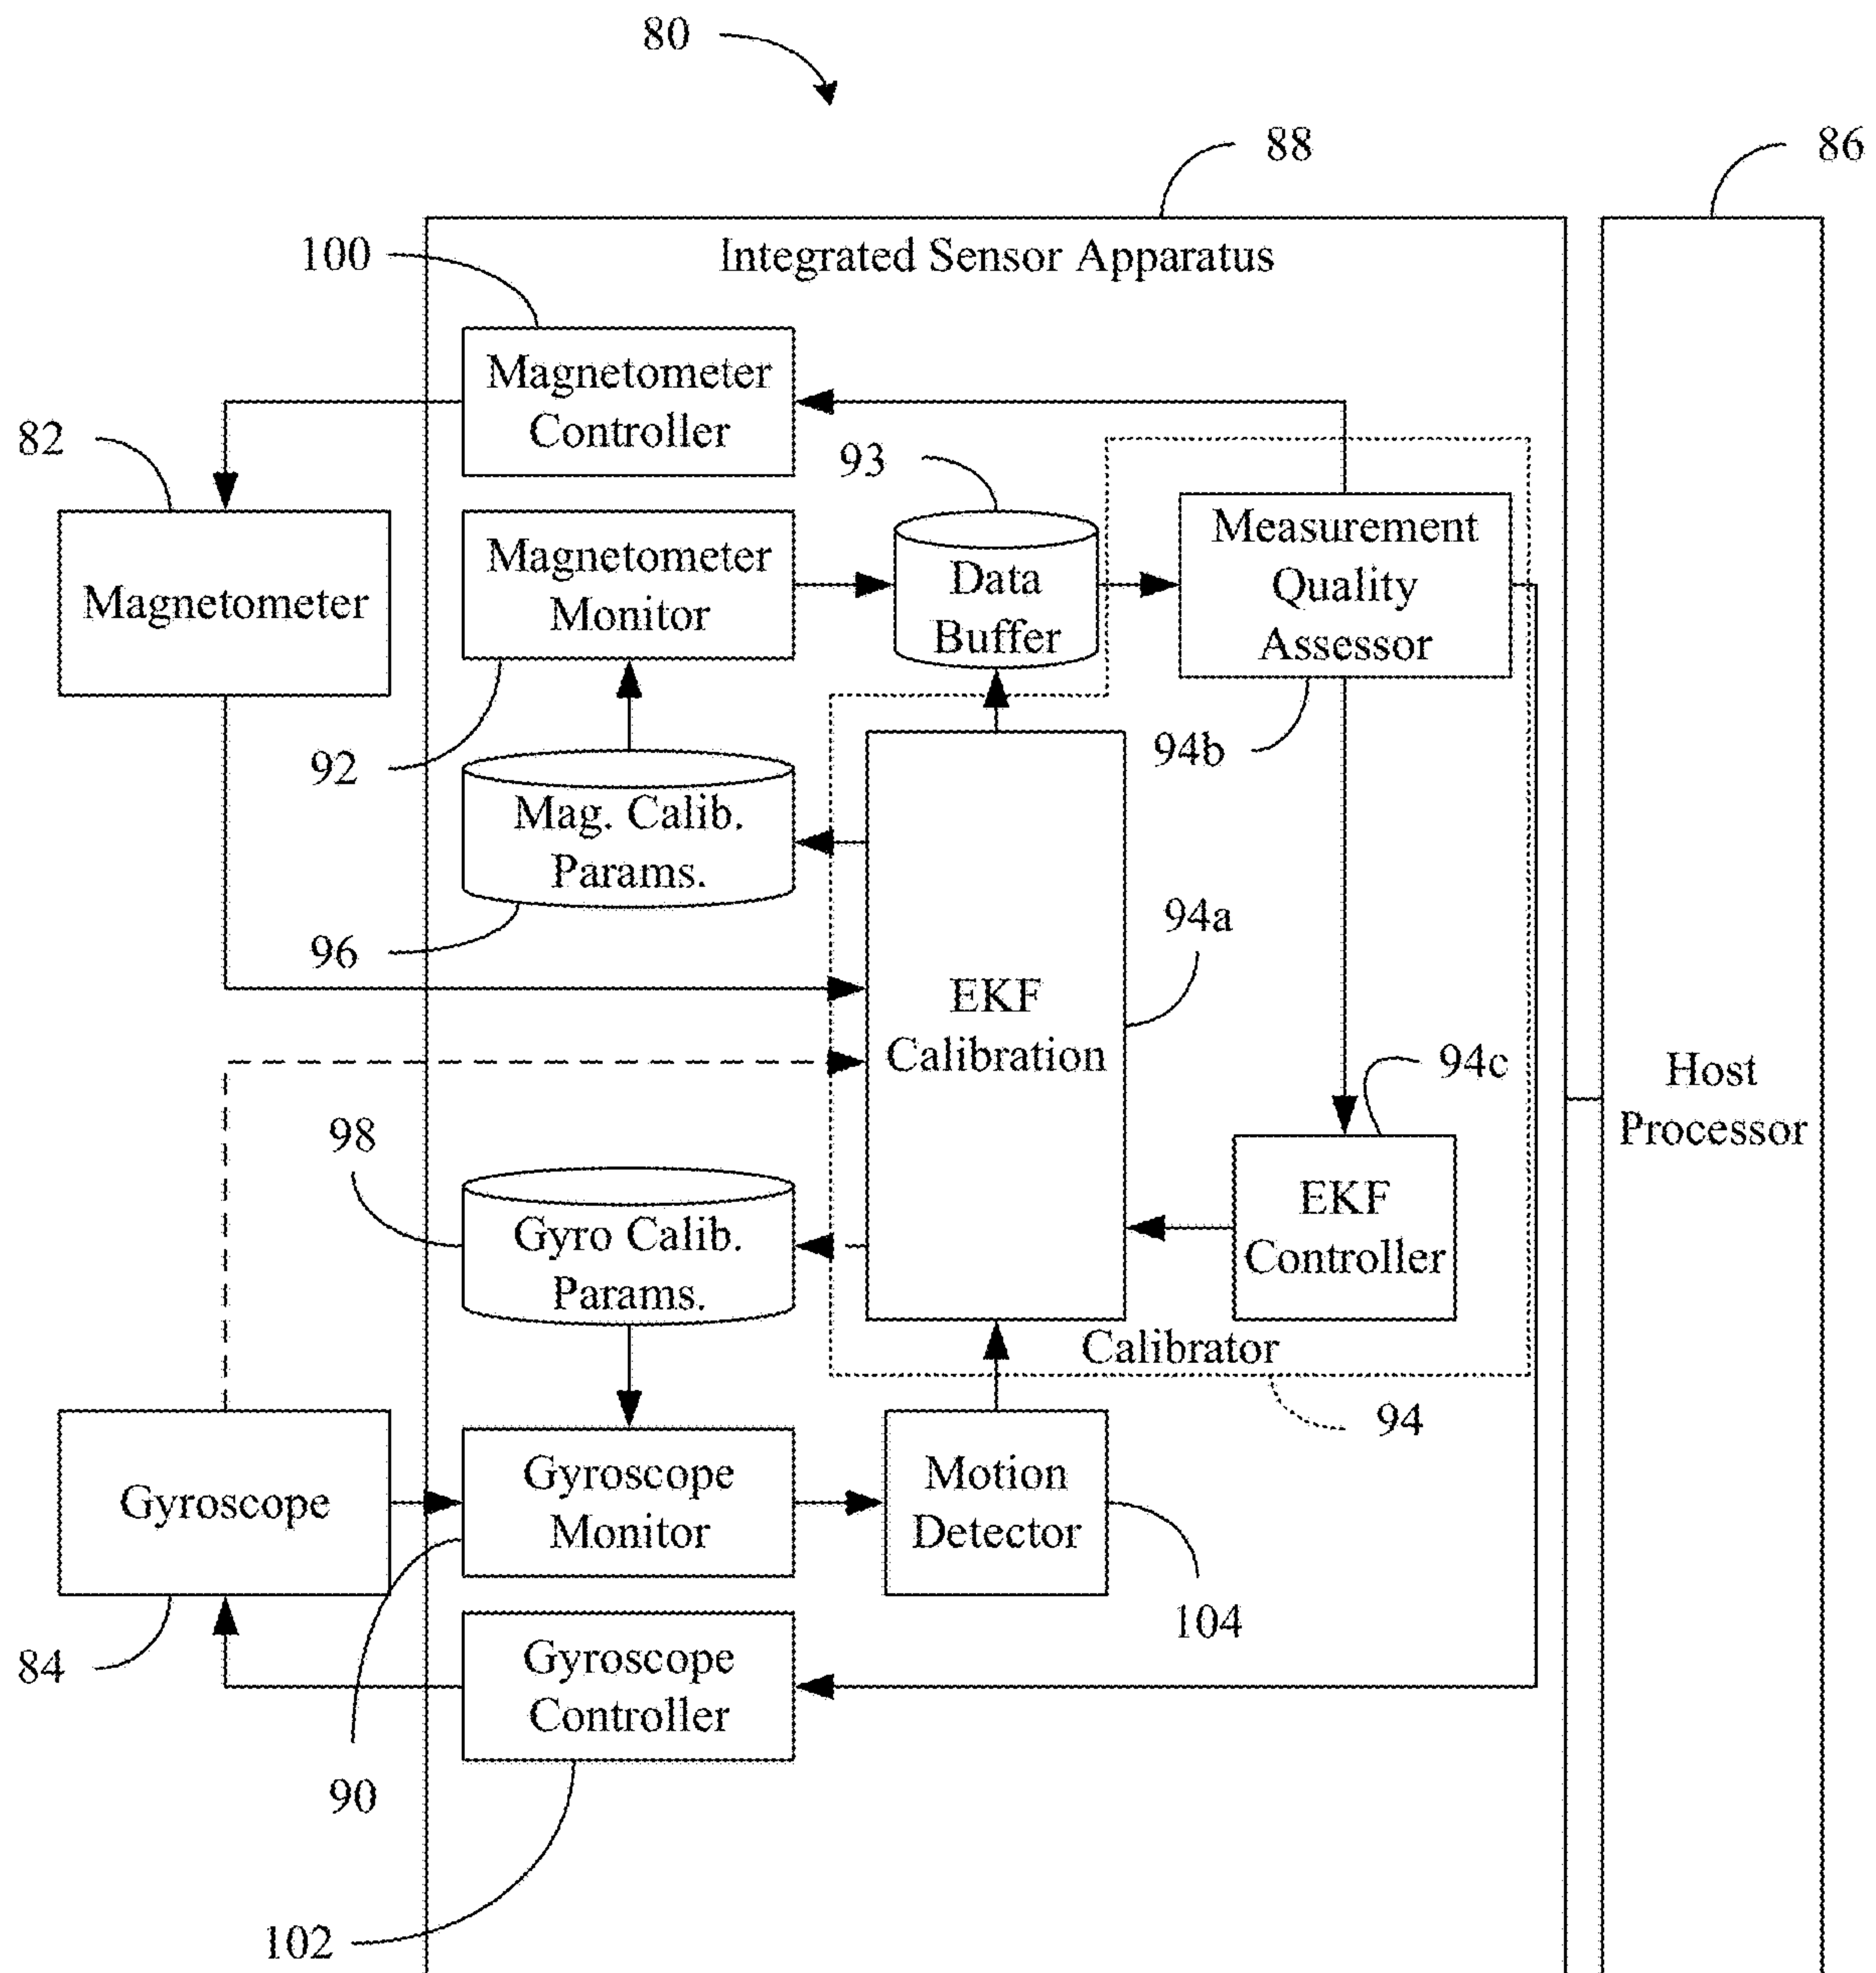 80
88
86
Integrated Sensor Apparatus
100
Magnetometer
Controller
82
93
Magnetometer
Magnetometer
Monitor
Data
Buffer
Measurement
Quality
Assessor
92
94b
Mag. Calib.
Params.
96
94a
EKF
Calibration
94c
Host
Processor
98
Gyro Calib.
Params.
EKF
Controller
Calibrator
94
Gyroscope
Gyroscope
Monitor
Motion
Detector
104
84
Gyroscope
Controller
90
102